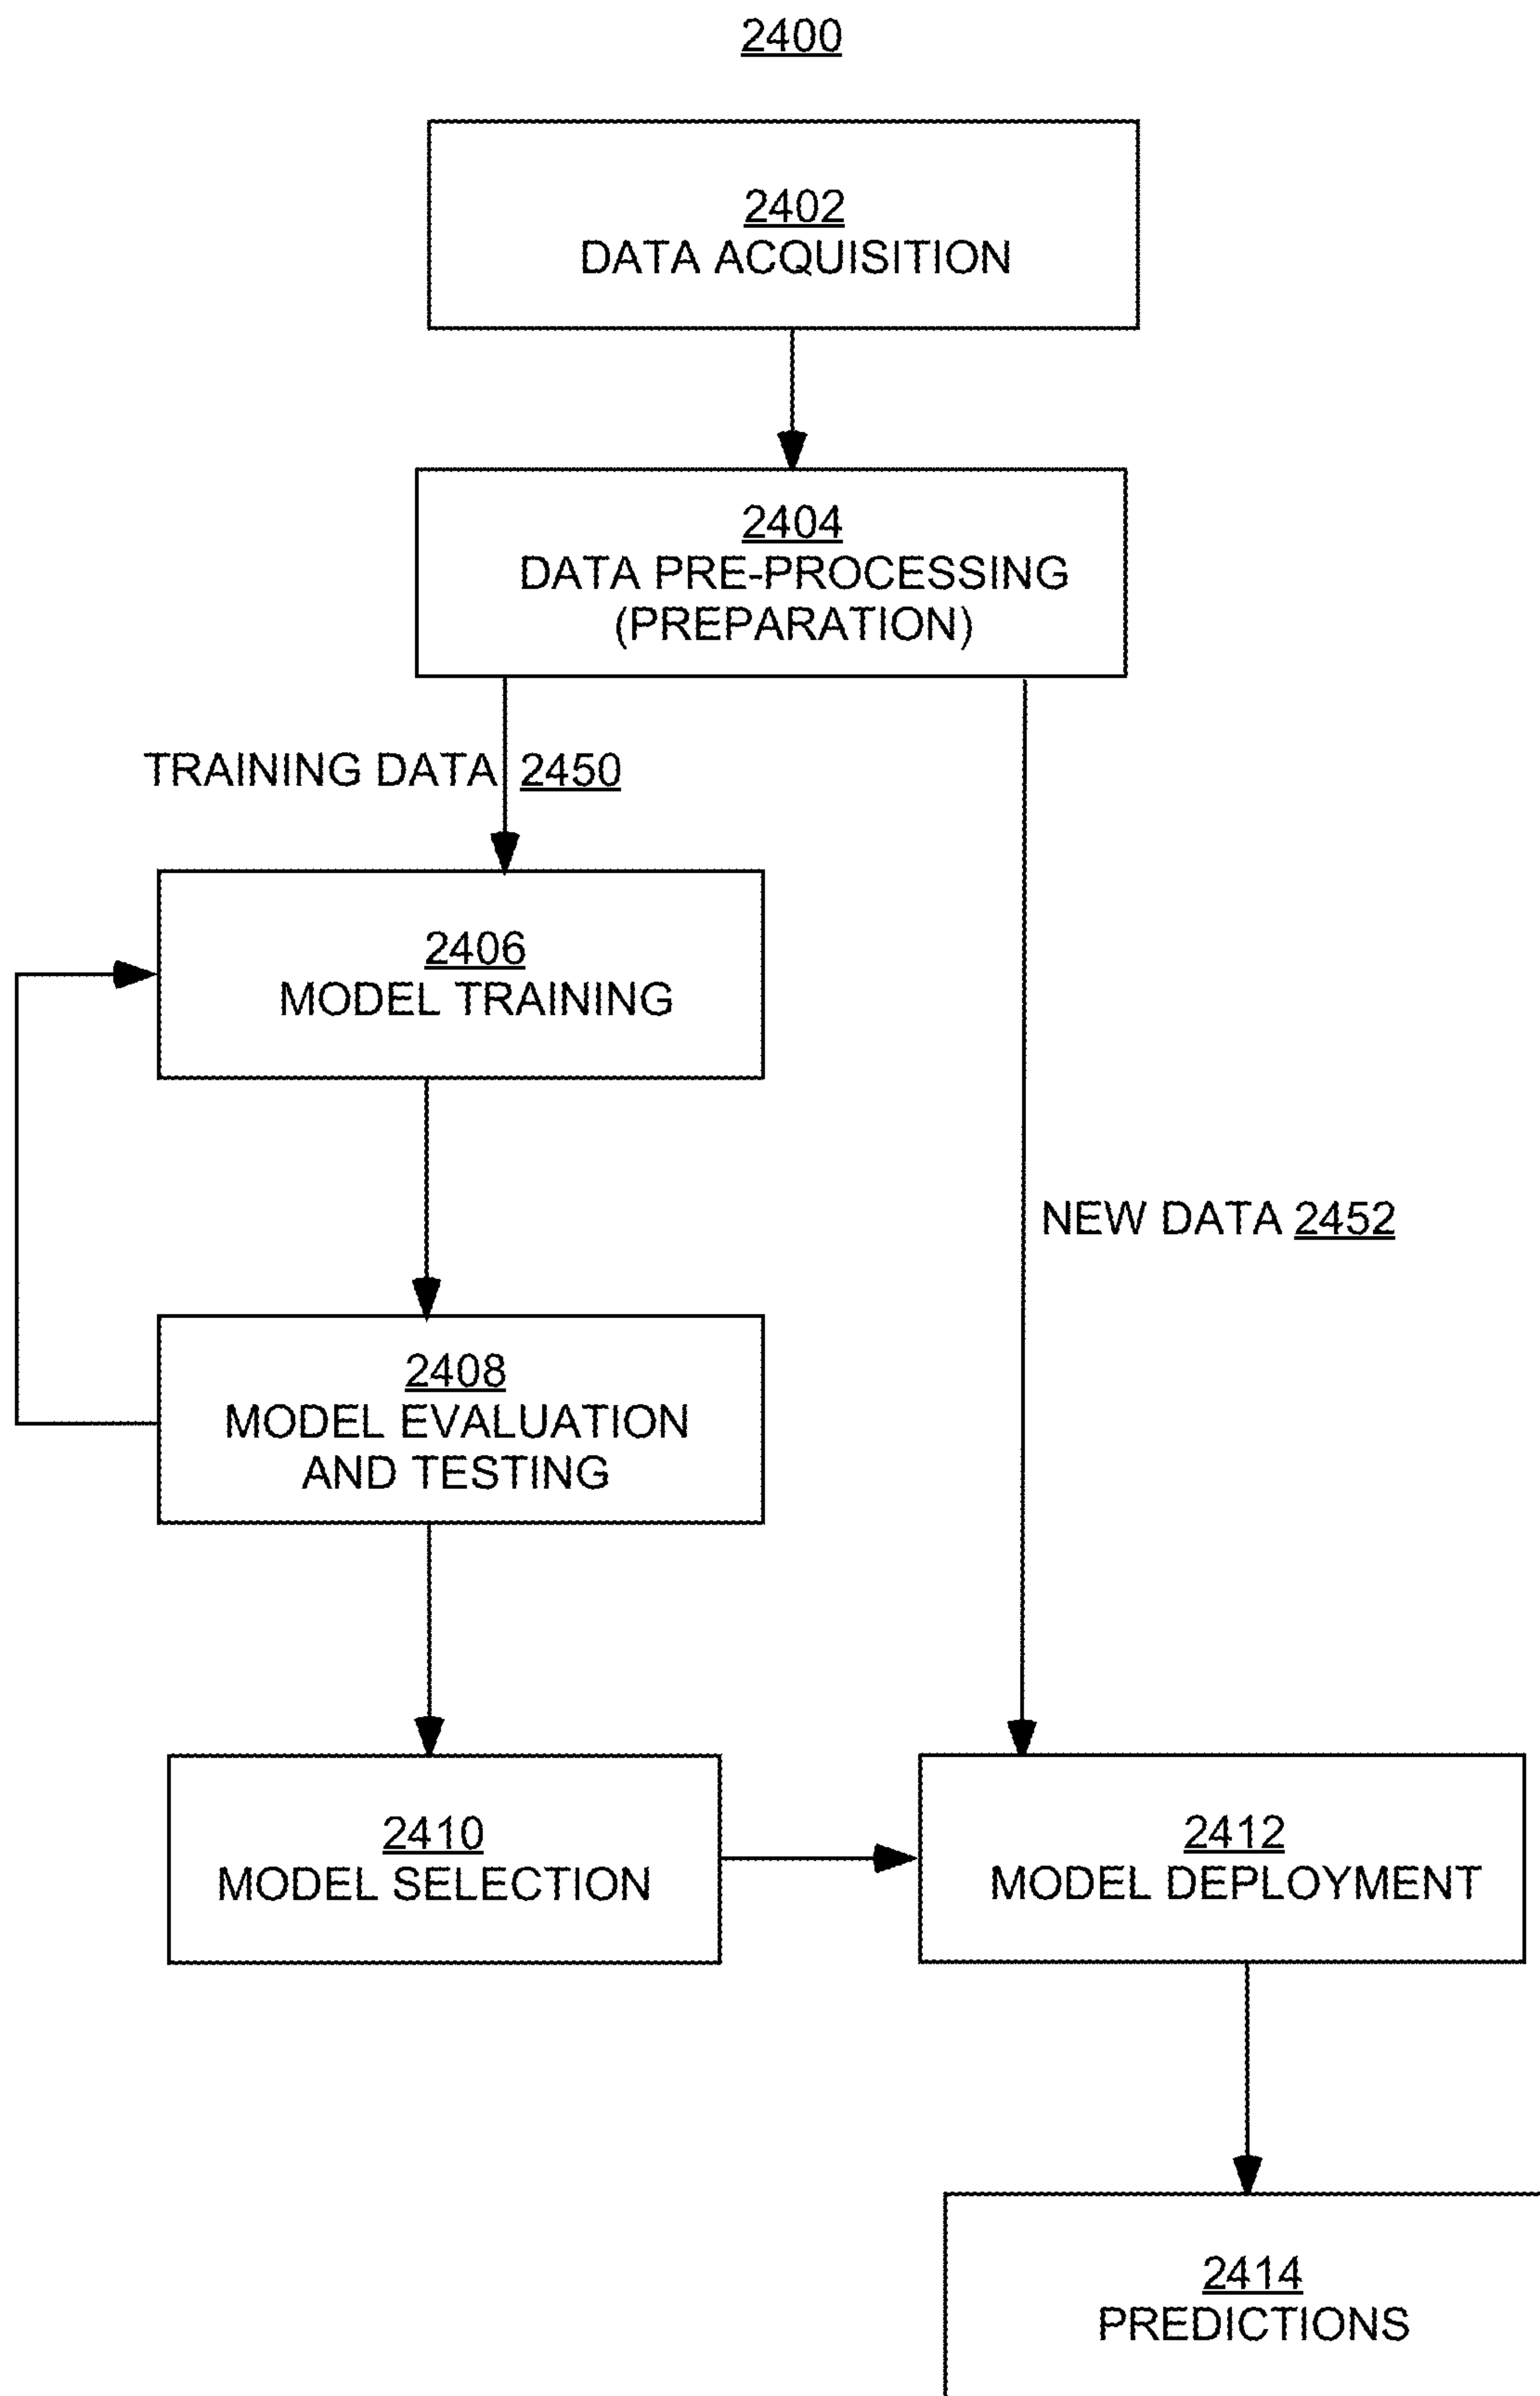 2400
2402
DATA ACQUISITION
2404
DATA PRE-PROCESSING
(PREPARATION)
TRAINING DATA 2450
2406
MODEL TRAINING
NEW DATA 2452
2408
MODEL EVALUATION
AND TESTING
2410
MODEL SELECTION
2412
MODEL DEPLOYMENT
2414
PREDICTIONS